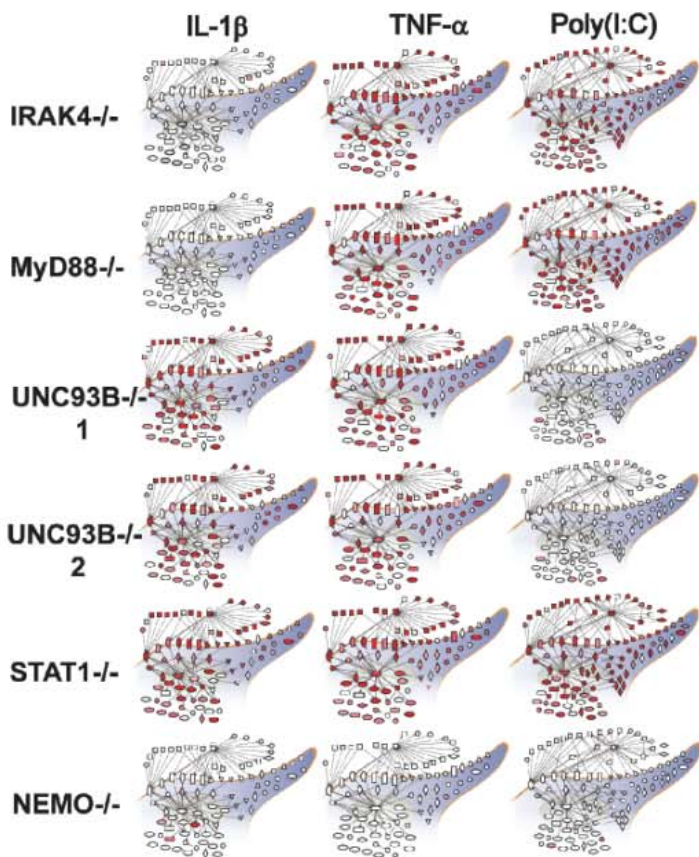 IL-1β TNF-α Poly(I:C)
IRAK4-/-
MyD88-/-
UNC93B-/-
1
UNC93B-/-
2
STAT1-/-
NEMO-/-